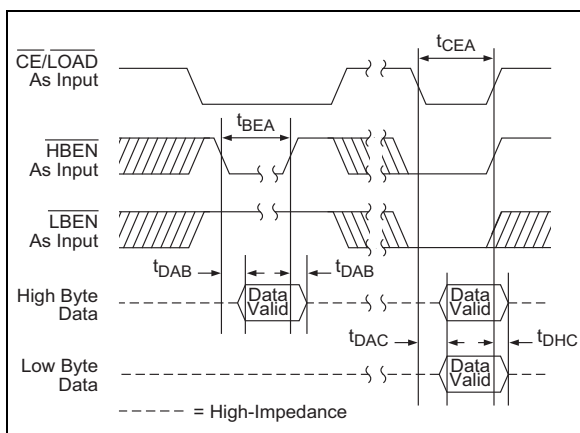 CE/LOAD
As Input
tCEA
tBEA
HBEN
As Input
LBEN
As Input
tDAB
tDAB
High Byte
Data
Data
Valid
Data
Valid
tDAC
tDHC
Low Byte
Data
Data
Valid
= High-Impedance